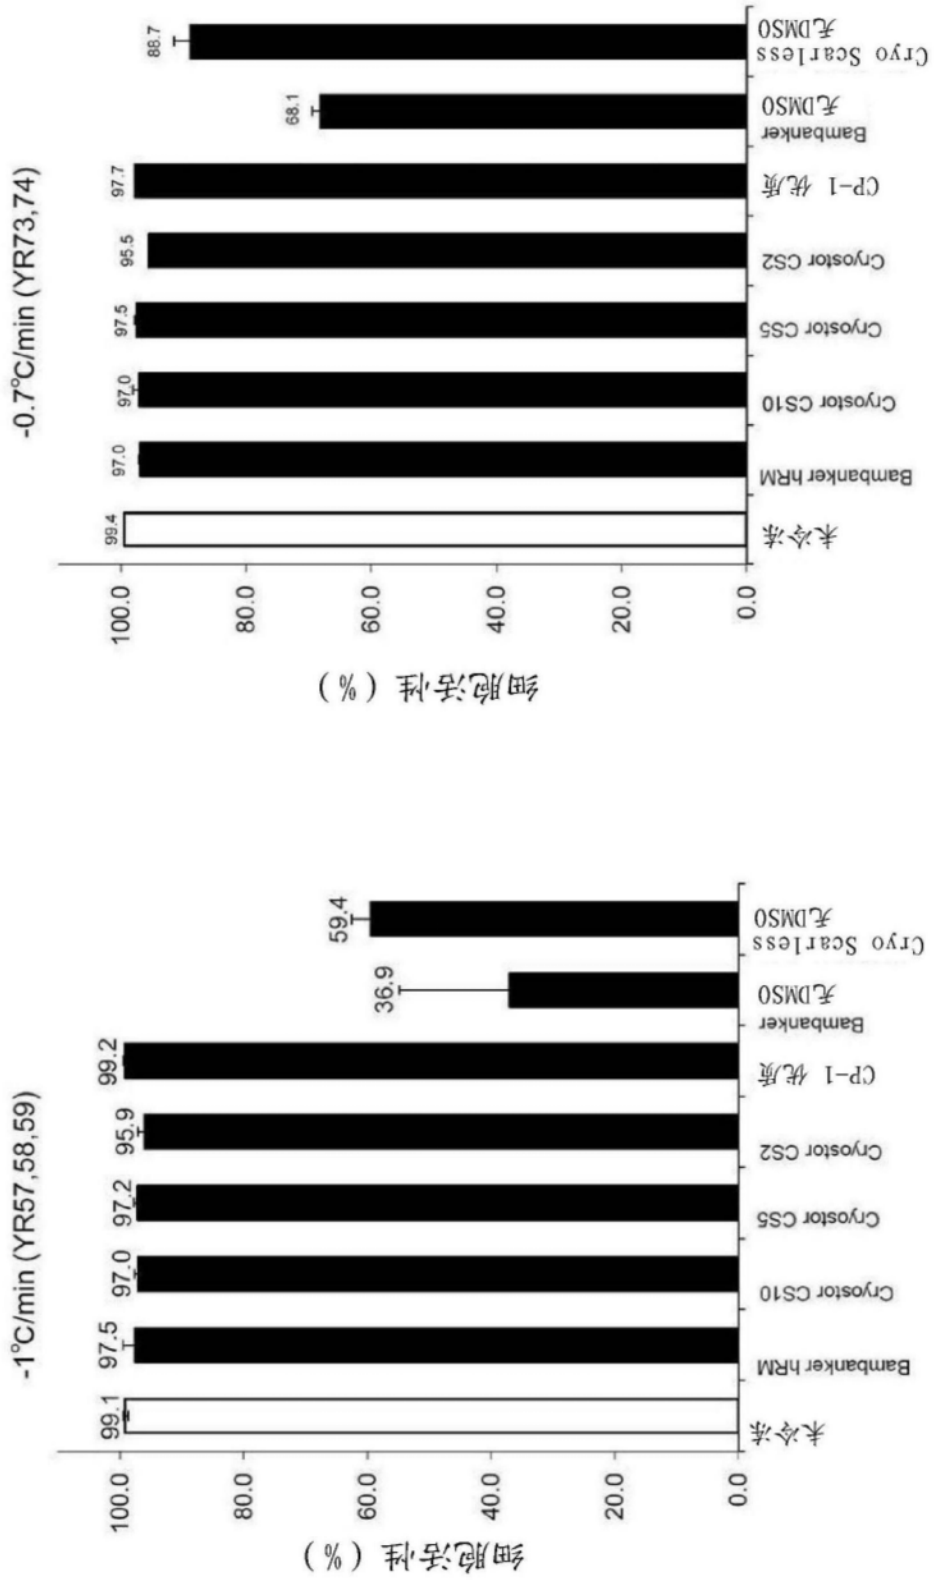 -1℃/min (YR57,58,59)
细胞活性 (%)
100.0
80.0
60.0
40.0
20.0
0.0
99.1
97.5
97.0
97.2
95.9
99.2
36.9
59.4
未冷冻
Bambanker hRM
Cryostor CS10
Cryostor CS5
Cryostor CS2
CP-1 优质
Bambanker
无DMSO
Cryo Scarless
无DMSO
-0.7℃/min (YR73,74)
细胞活性 (%)
100.0
80.0
60.0
40.0
20.0
0.0
99.4
97.0
97.0
97.5
95.5
97.7
68.1
88.7
未冷冻
Bambanker hRM
Cryostor CS10
Cryostor CS5
Cryostor CS2
CP-1 优质
Bambanker
无DMSO
Cryo Scarless
无DMSO